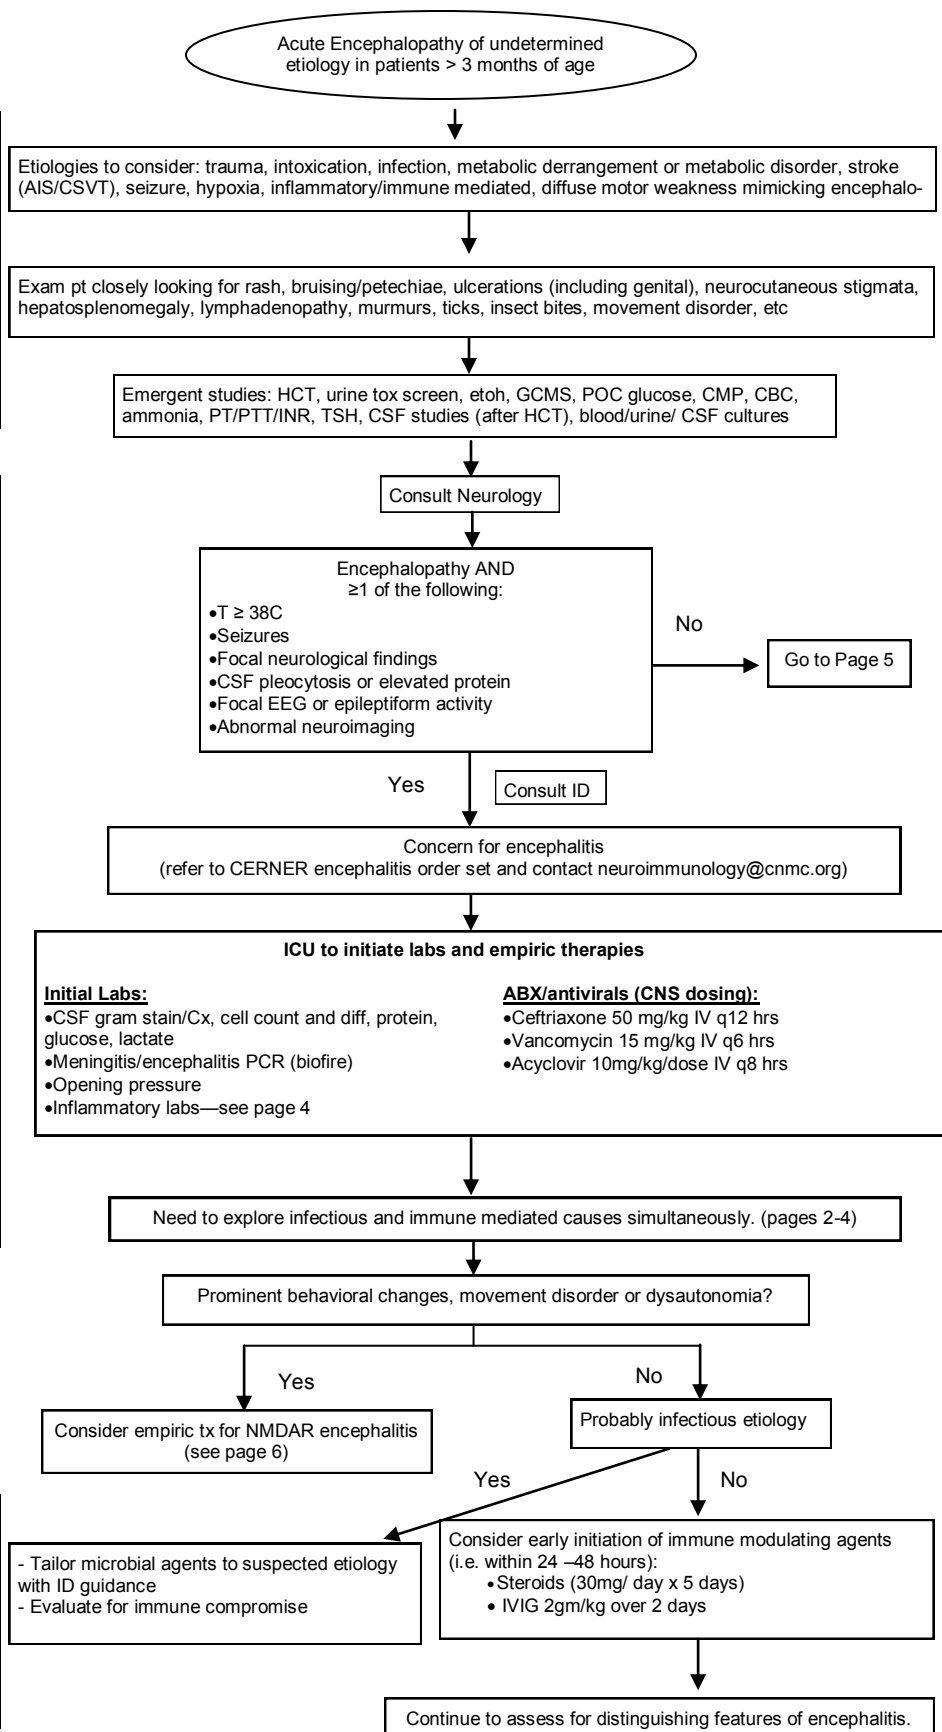 Acute Encephalopathy of undetermined
etiology in patients > 3 months of age
Etiologies to consider: trauma, intoxication, infection, metabolic derrangement or metabolic disorder, stroke
(AIS/CSVT), seizure, hypoxia, inflammatory/immune mediated, diffuse motor weakness mimicking encephalo-
Exam pt closely looking for rash, bruising/petechiae, ulcerations (including genital), neurocutaneous stigmata,
hepatosplenomegaly, lymphadenopathy, murmurs, ticks, insect bites, movement disorder, etc
Emergent studies: HCT, urine tox screen, etoh, GCMS, POC glucose, CMP, CBC,
ammonia, PT/PTT/INR, TSH, CSF studies (after HCT), blood/urine/ CSF cultures
Consult Neurology
Encephalopathy AND
≥1 of the following:
•T ≥ 38C
•Seizures
•Focal neurological findings
•CSF pleocytosis or elevated protein
•Focal EEG or epileptiform activity
•Abnormal neuroimaging
No
Go to Page 5
Yes
Consult ID
Concern for encephalitis
(refer to CERNER encephalitis order set and contact neuroimmunology@cnmc.org)
ICU to initiate labs and empiric therapies
Initial Labs:
•CSF gram stain/Cx, cell count and diff, protein,
glucose, lactate
•Meningitis/encephalitis PCR (biofire)
•Opening pressure
•Inflammatory labs—see page 4
ABX/antivirals (CNS dosing):
•Ceftriaxone 50 mg/kg IV q12 hrs
•Vancomycin 15 mg/kg IV q6 hrs
•Acyclovir 10mg/kg/dose IV q8 hrs
Need to explore infectious and immune mediated causes simultaneously. (pages 2-4)
Prominent behavioral changes, movement disorder or dysautonomia?
Yes
No
Consider empiric tx for NMDAR encephalitis
(see page 6)
Probably infectious etiology
Yes
No
- Tailor microbial agents to suspected etiology
with ID guidance
- Evaluate for immune compromise
Consider early initiation of immune modulating agents
(i.e. within 24 –48 hours):
•Steroids (30mg/ day x 5 days)
• IVIG 2gm/kg over 2 days
Continue to assess for distinguishing features of encephalitis.